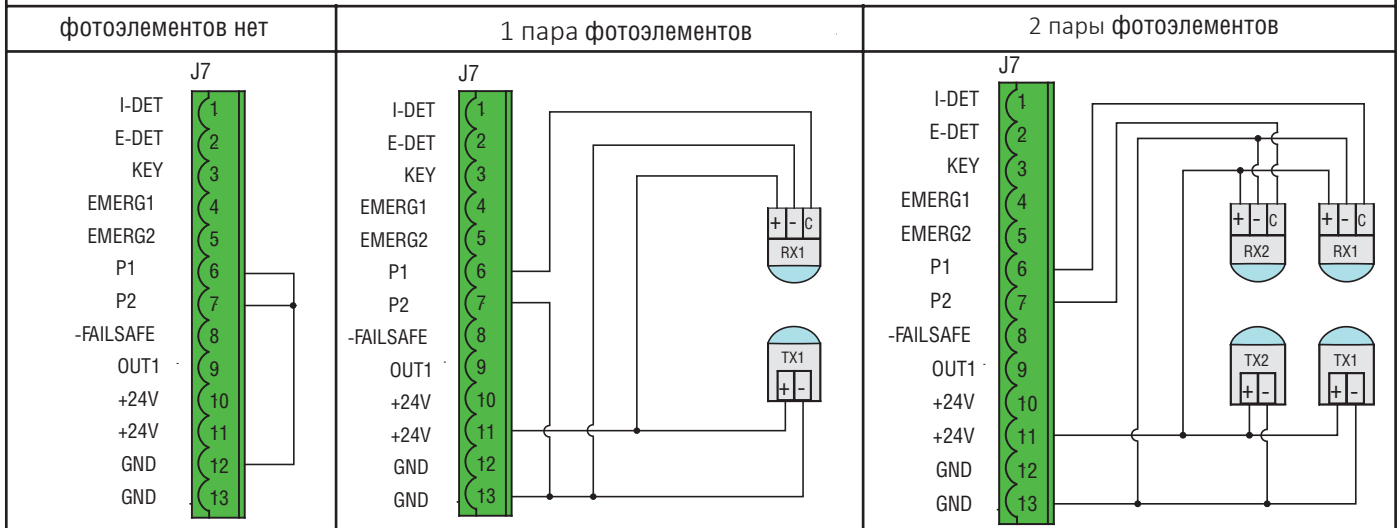 фотоэлементов нет
1 пара фотоэлементов
2 пары фотоэлементов
J7
I-DET 1
E-DET 2
KEY 3
EMERG1 4
EMERG2 5
P1 6
P2 7
-FAILSAFE 8
OUT1 9
+24V 10
+24V 11
GND 12
GND 13
J7
I-DET 1
E-DET 2
KEY 3
EMERG1 4
EMERG2 5
P1 6
P2 7
-FAILSAFE 8
OUT1 9
+24V 10
+24V 11
GND 12
GND 13
+ - C
RX1
TX1
+ -
J7
I-DET 1
E-DET 2
KEY 3
EMERG1 4
EMERG2 5
P1 6
P2 7
-FAILSAFE 8
OUT1 9
+24V 10
+24V 11
GND 12
GND 13
+ - C
RX2
+ - C
RX1
TX2
+ -
TX1
+ -